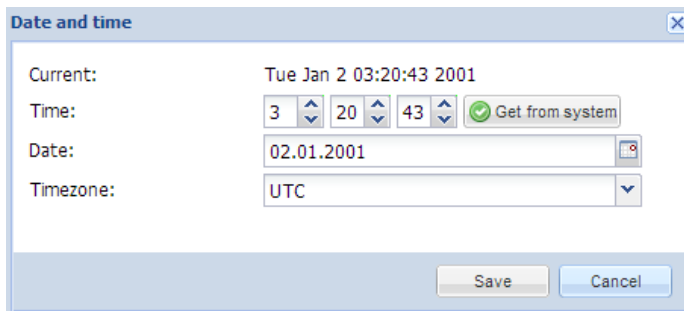 Date and time
Current: Tue Jan 2 03:20:43 2001
Time: 3 20 43 Get from system
Date: 02.01.2001
Timezone: UTC
Save Cancel